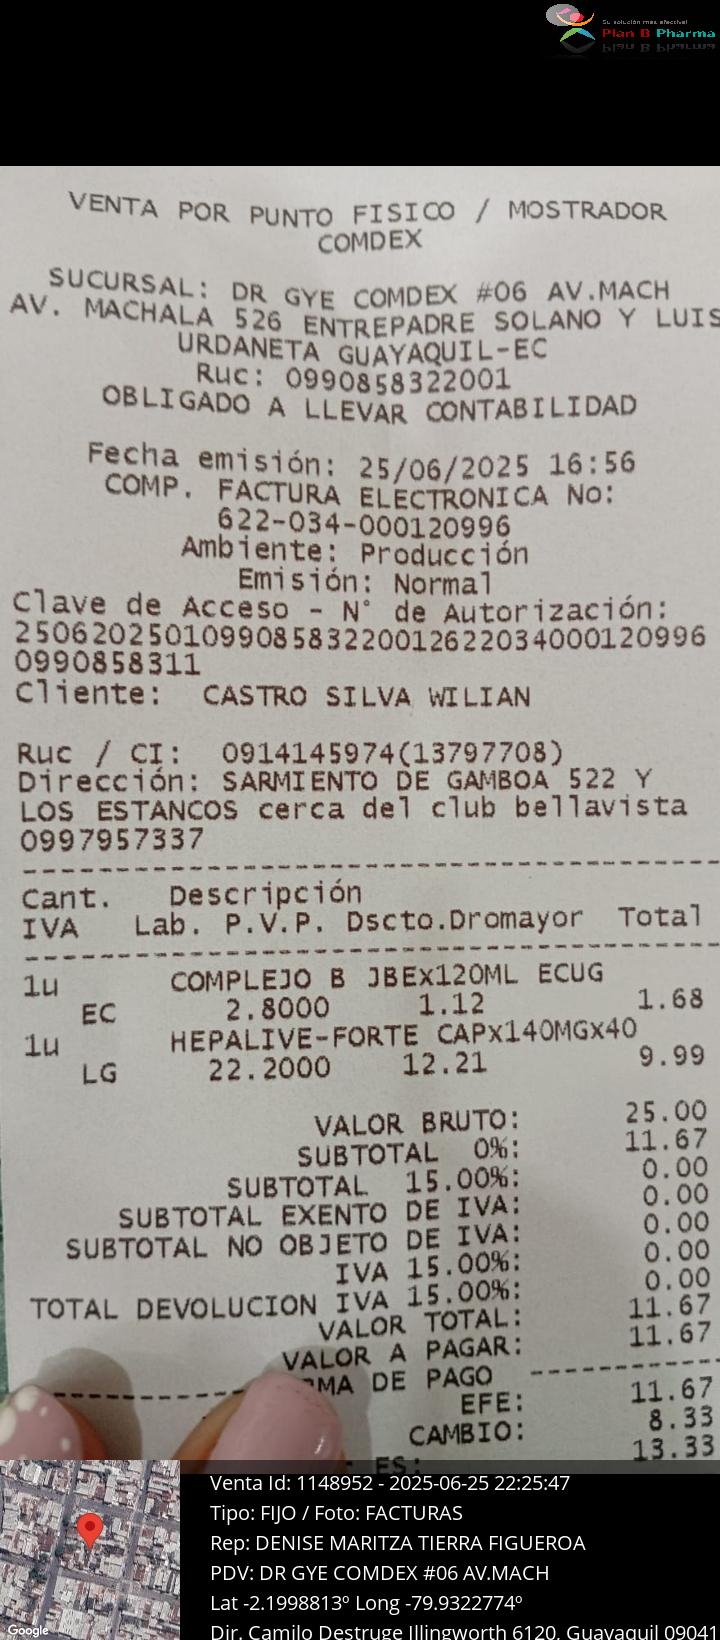 Su solución más efectiva!
Plan B Pharma
VENTA POR PUNTO FISICO / MOSTRADOR
COMDEX
SUCURSAL: DR GYE COMDEX #06 AV.MACH
AV. MACHALA 526 ENTREPADRE SOLANO Y LUIS
URDANETA GUAYAQUIL-EC
Ruc: 0990858322001
OBLIGADO A LLEVAR CONTABILIDAD
Fecha emisión: 25/06/2025 16:56
COMP. FACTURA ELECTRONICA No:
622-034-000120996
Ambiente: Producción
Emisión: Normal
Clave de Acceso - N° de Autorización:
250620250109908583220012622034000120996
0990858311
Cliente: CASTRO SILVA WILIAN
Ruc / CI: 0914145974(13797708)
Dirección: SARMIENTO DE GAMBOA 522 Y
LOS ESTANCOS cerca del club bellavista
0997957337
Cant. Descripción
IVA Lab. P.V.P. Dscto.Dromayor Total
1u COMPLEJO B JBEx120ML ECUG
EC 2.8000 1.12 1.68
1u HEPALIVE-FORTE CAPx140MGx40
LG 22.2000 12.21 9.99
VALOR BRUTO: 25.00
SUBTOTAL 0%: 11.67
SUBTOTAL 15.00%: 0.00
SUBTOTAL EXENTO DE IVA: 0.00
SUBTOTAL NO OBJETO DE IVA: 0.00
IVA 15.00%: 0.00
TOTAL DEVOLUCION IVA 15.00%: 0.00
VALOR TOTAL: 11.67
VALOR A PAGAR: 11.67
RMA DE PAGO
EFE: 11.67
CAMBIO: 8.33
ES: 13.33
Venta Id: 1148952 - 2025-06-25 22:25:47
Tipo: FIJO / Foto: FACTURAS
Rep: DENISE MARITZA TIERRA FIGUEROA
PDV: DR GYE COMDEX #06 AV.MACH
Lat -2.1998813º Long -79.9322774º
Dir. Camilo Destruge Illingworth 6120, Guayaquil 09041
Google